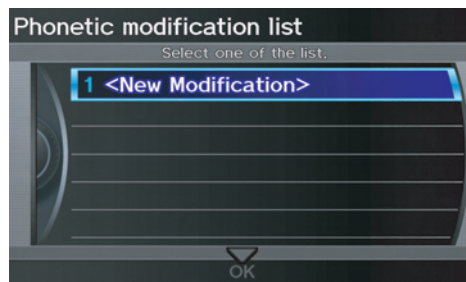 Phonetic modification list
Select one of the list.
1 <New Modification>
OK